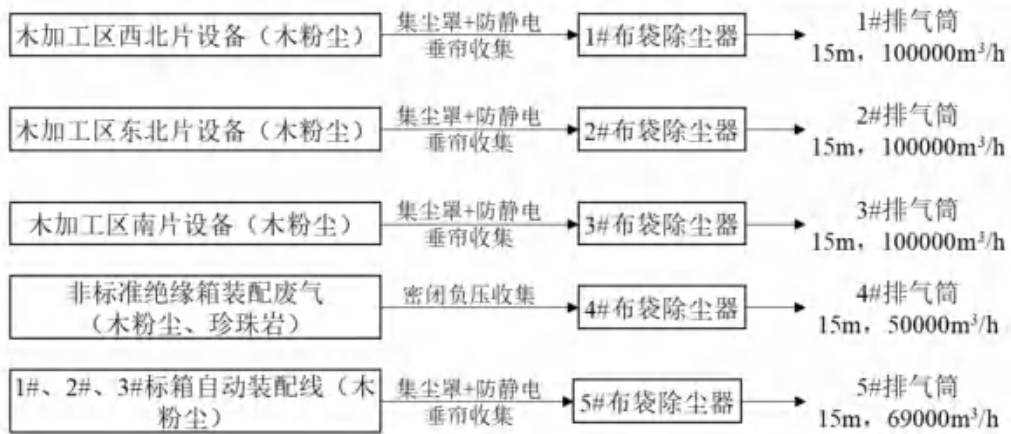 木加工区西北片设备（木粉尘）
集尘罩+防静电
垂帘收集
1#布袋除尘器
1#排气筒
15m，100000m³/h
木加工区东北片设备（木粉尘）
集尘罩+防静电
垂帘收集
2#布袋除尘器
2#排气筒
15m，100000m³/h
木加工区南片设备（木粉尘）
集尘罩+防静电
垂帘收集
3#布袋除尘器
3#排气筒
15m，100000m³/h
非标准绝缘箱装配废气
（木粉尘、珍珠岩）
密闭负压收集
4#布袋除尘器
4#排气筒
15m，50000m³/h
1#、2#、3#标箱自动装配线（木
粉尘）
集尘罩+防静电
垂帘收集
5#布袋除尘器
5#排气筒
15m，69000m³/h